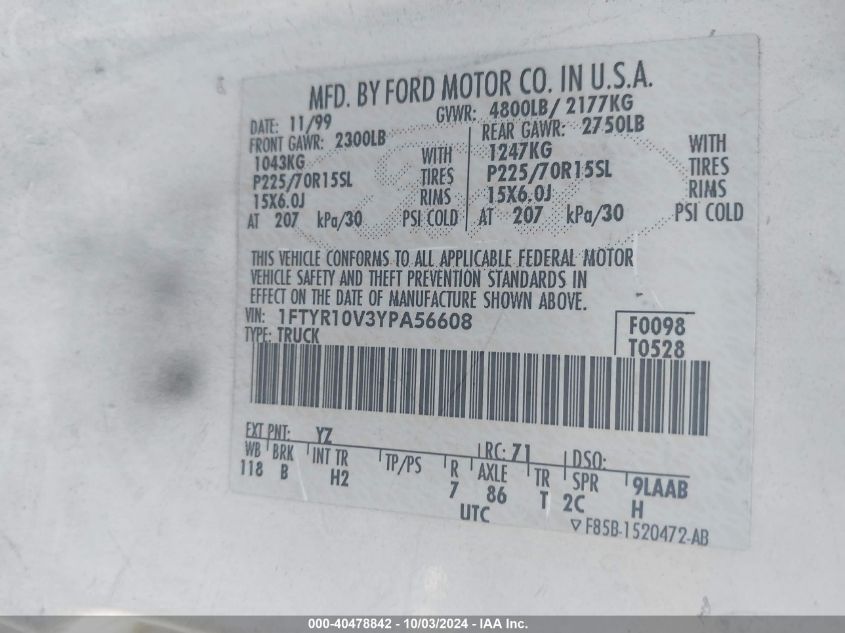 MFD. BY FORD MOTOR CO. IN U.S.A.
DATE: 11/99 GVWR: 4800LB/ 2177KG
FRONT GAWR: 2300LB REAR GAWR: 2750LB
1043KG WITH 1247KG WITH
P225/70R15SL TIRES P225/70R15SL TIRES
15X6.0J RIMS 15X6.0J RIMS
AT 207 kPa/30 PSI COLD AT 207 kPa/30 PSI COLD
THIS VEHICLE CONFORMS TO ALL APPLICABLE FEDERAL MOTOR
VEHICLE SAFETY AND THEFT PREVENTION STANDARDS IN
EFFECT ON THE DATE OF MANUFACTURE SHOWN ABOVE.
VIN: 1FTYR10V3YPA56608 F0098
TYPE: TRUCK T0528
EXT PNT: YZ RC: 71 DSO:
WB BRK INT TR TP/PS R AXLE TR SPR 9LAAB
118 B H2 7 86 T 2C H
UTC ▽ F85B-1520472-AB
000-40478842 - 10/03/2024 - IAA Inc.